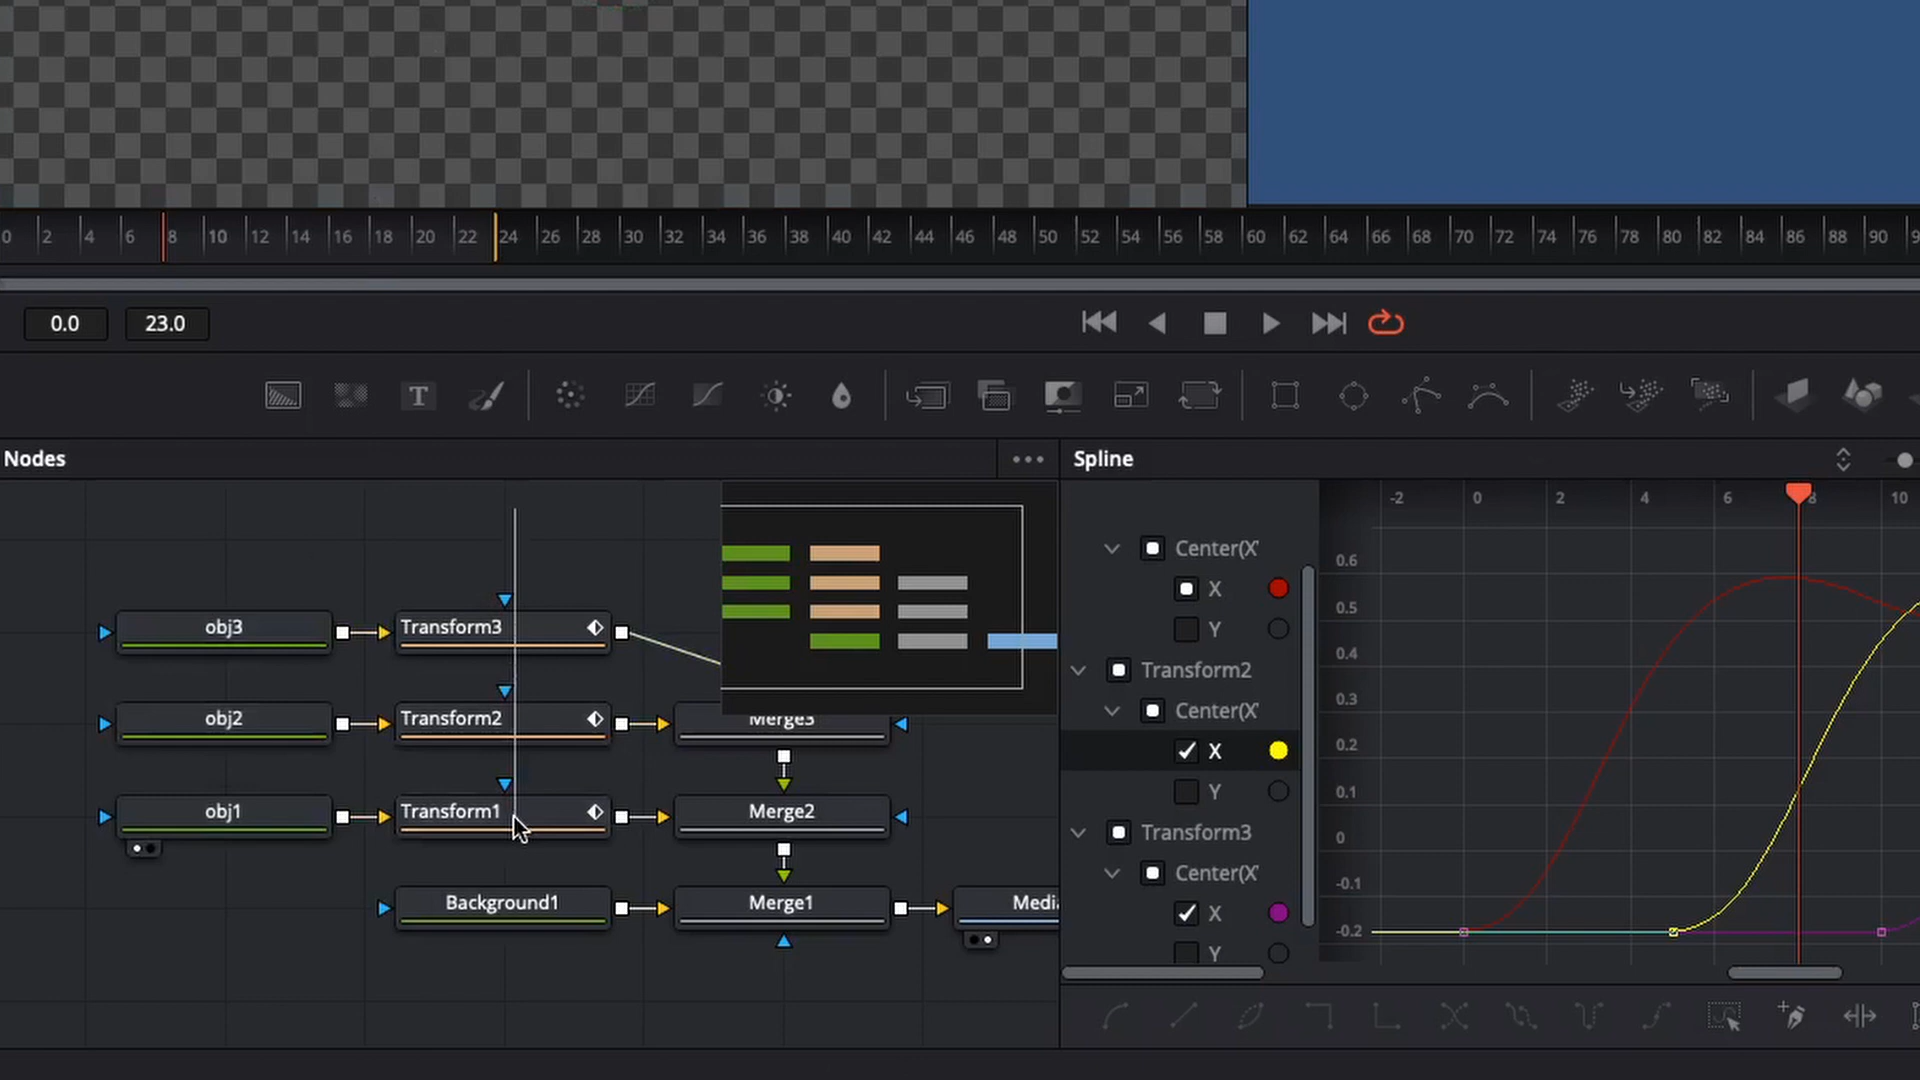 0 2 4 6 8 10 12 14 16 18 20 22 24 26 28 30 32 34 36 38 40 42 44 46 48 50 52 54 56 58 60 62 64 66 68 70 72 74 76 78 80 82 84 86 88 90 9
0.0 23.0
T
Nodes
obj3
Transform3
obj2
Transform2
Merge3
obj1
Transform1
Merge2
Background1
Merge1
Media
Spline
Center(X
X
Y
Transform2
Center(X
X
Y
Transform3
Center(X
X
Y
-2 0 2 4 6 8 10
0.6
0.5
0.4
0.3
0.2
0.1
0
-0.1
-0.2